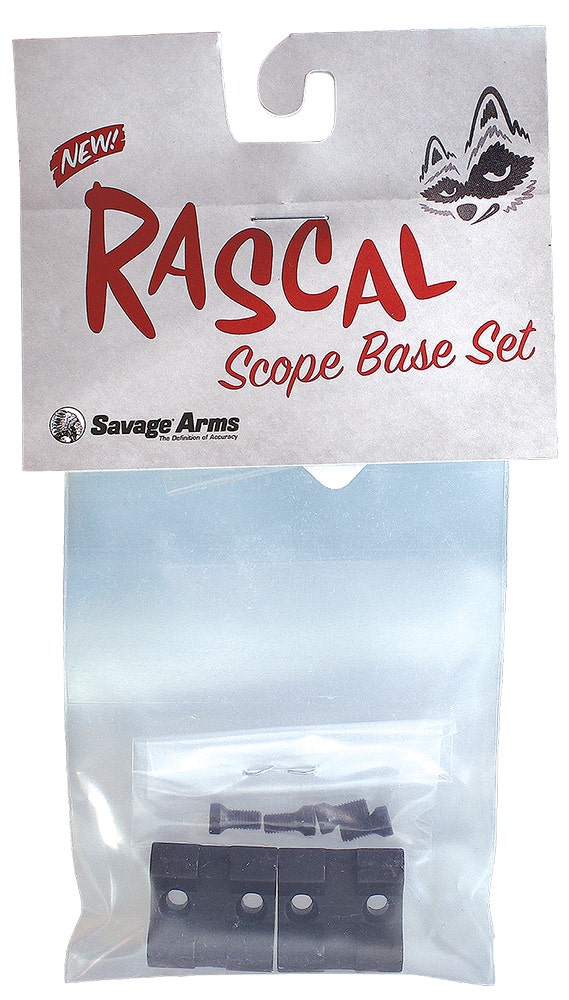 NEW!
RASCAL
Scope Base Set
Savage Arms
The Definition of Accuracy